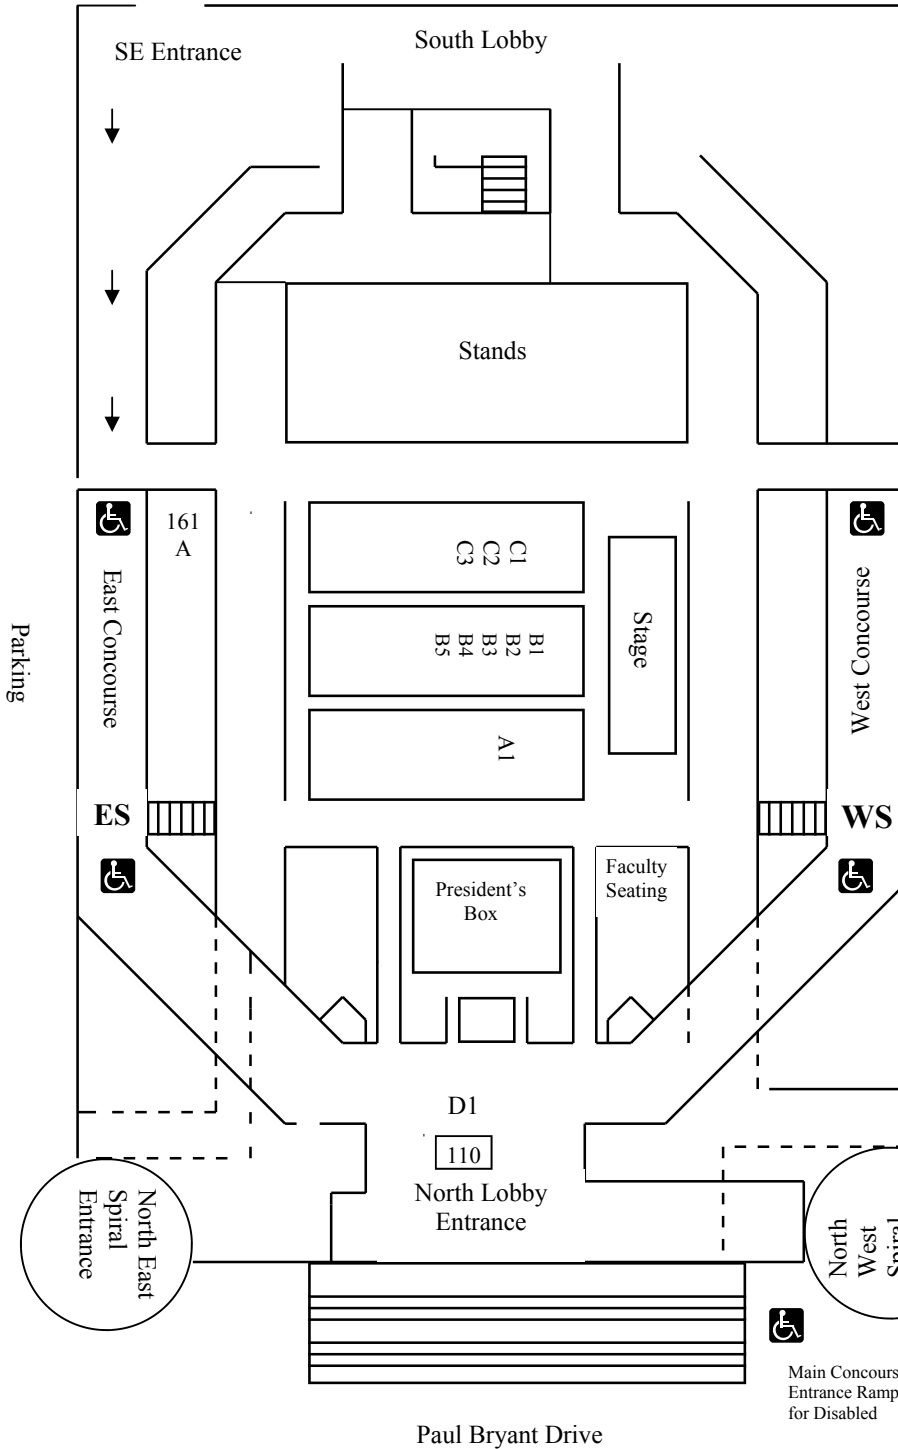 SE Entrance
South Lobby
Stands
161
A
C1
C2
C3
East Concourse
Parking
B1
B2
B3
B4
B5
Stage
West Concourse
A1
ES
WS
President's
Box
Faculty
Seating
D1
110
North Lobby
Entrance
North East
Spiral
Entrance
North
West
Main Concours
Entrance Ramp
for Disabled
Paul Bryant Drive